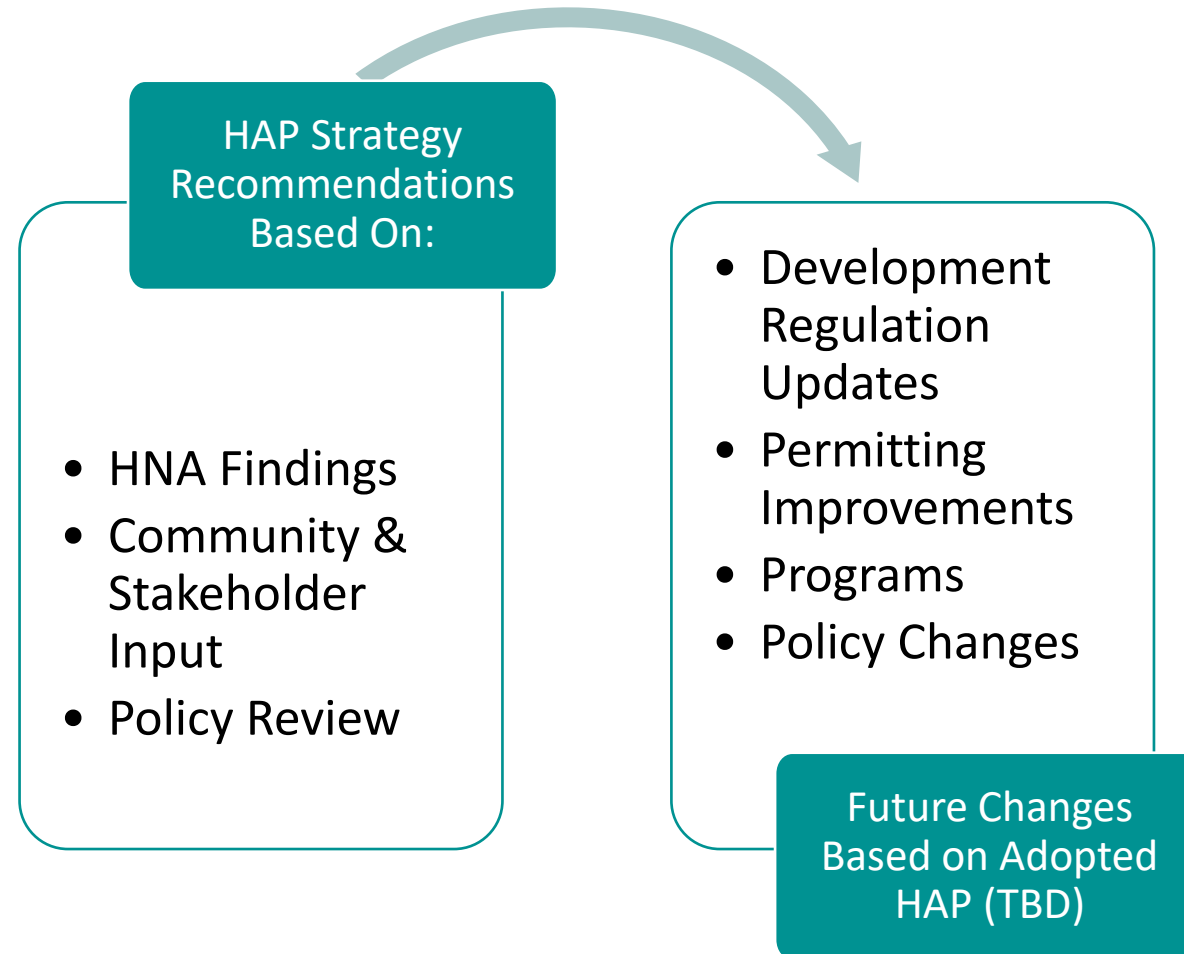 HAP Strategy
Recommendations
Based On:
• HNA Findings
• Community &
Stakeholder
Input
• Policy Review
• Development
Regulation
Updates
• Permitting
Improvements
• Programs
• Policy Changes
Future Changes
Based on Adopted
HAP (TBD)